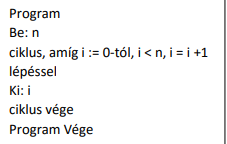 Program
Be: n
ciklus, amíg i := 0-tól, i < n, i = i +1
lépéssel
Ki: i
ciklus vége
Program Vége